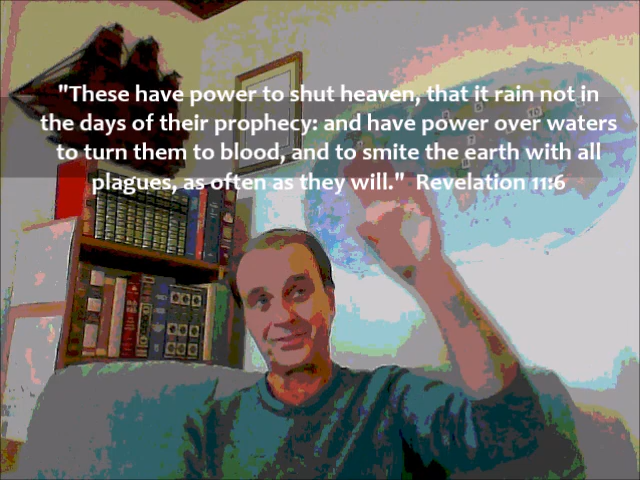 "These have power to shut heaven, that it rain not in
the days of their prophecy: and have power over waters
to turn them to blood, and to smite the earth with all
plagues, as often as they will."  Revelation 11:6